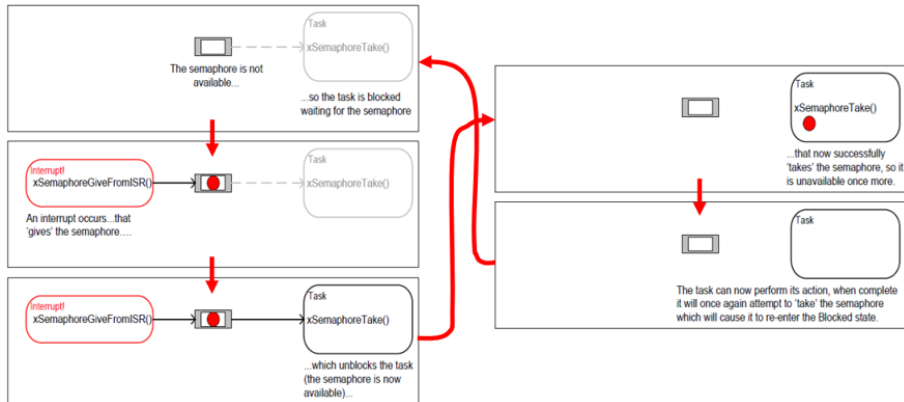 Task
xSemaphoreTake()
The semaphore is not
available...
...so the task is blocked
waiting for the semaphore
Interrupt!
xSemaphoreGiveFromISR()
Task
xSemaphoreTake()
An interrupt occurs...that
'gives' the semaphore....
Interrupt!
xSemaphoreGiveFromISR()
Task
xSemaphoreTake()
...which unblocks the task
(the semaphore is now
available)...
Task
xSemaphoreTake()
...that now successfully
'takes' the semaphore, so it
is unavailable once more.
Task
The task can now perform its action, when complete
it will once again attempt to 'take' the semaphore
which will cause it to re-enter the Blocked state.